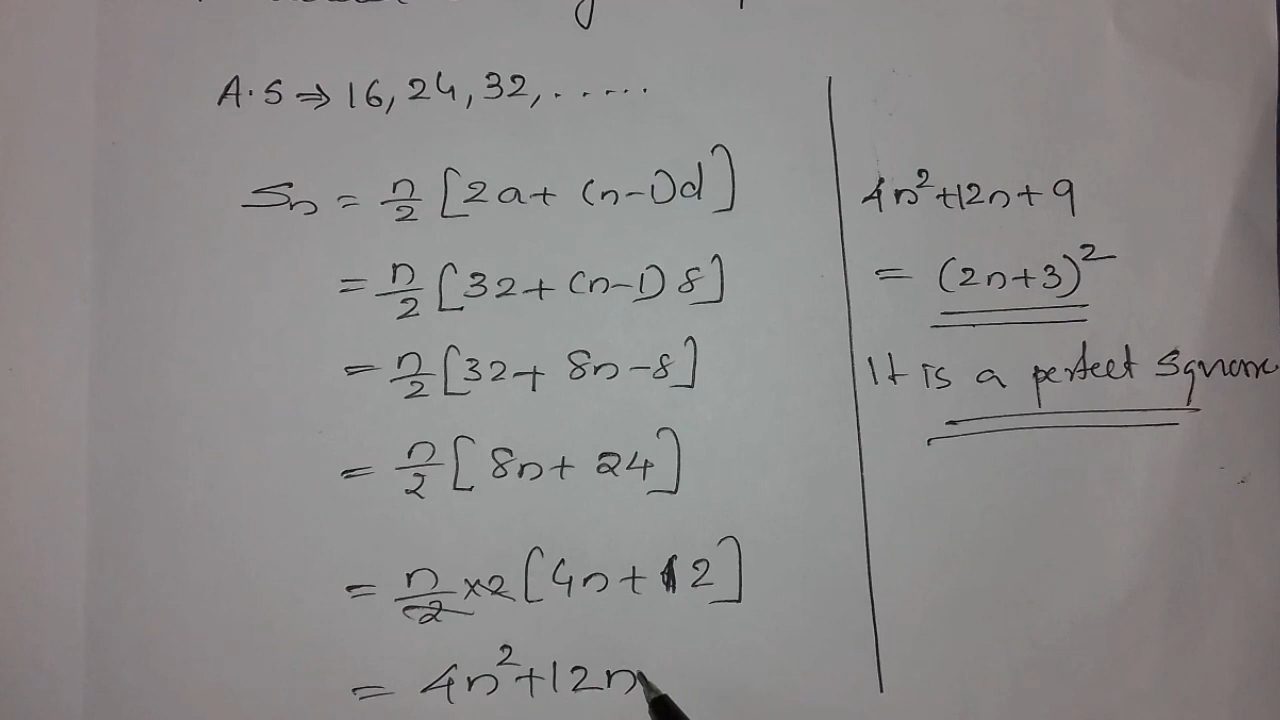 A.S ⇒ 16, 24, 32, .....
Sn = n/2 [2a + (n-1)d]
= n/2 [32 + (n-1) 8]
= n/2 [32 + 8n - 8]
= n/2 [8n + 24]
= n/2 × 2 [4n + 12]
= 4n² + 12n
4n² + 12n + 9
= (2n+3)²
It is a perfect square